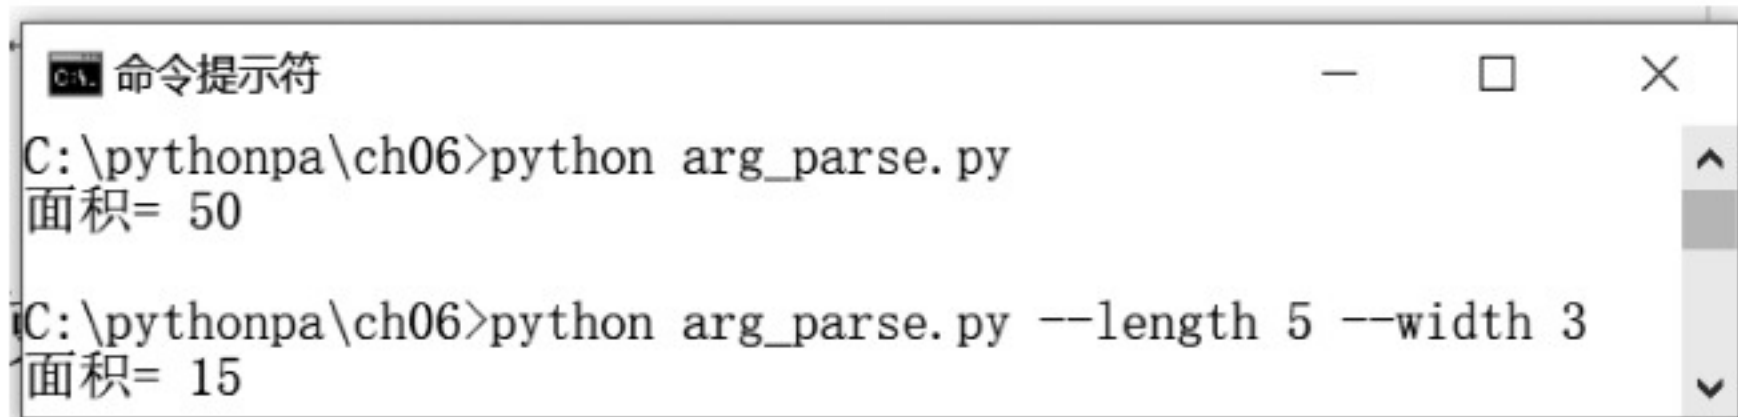 命令提示符
C:\pythonpa\ch06>python arg_parse.py
面积= 50
C:\pythonpa\ch06>python arg_parse.py --length 5 --width 3
面积= 15